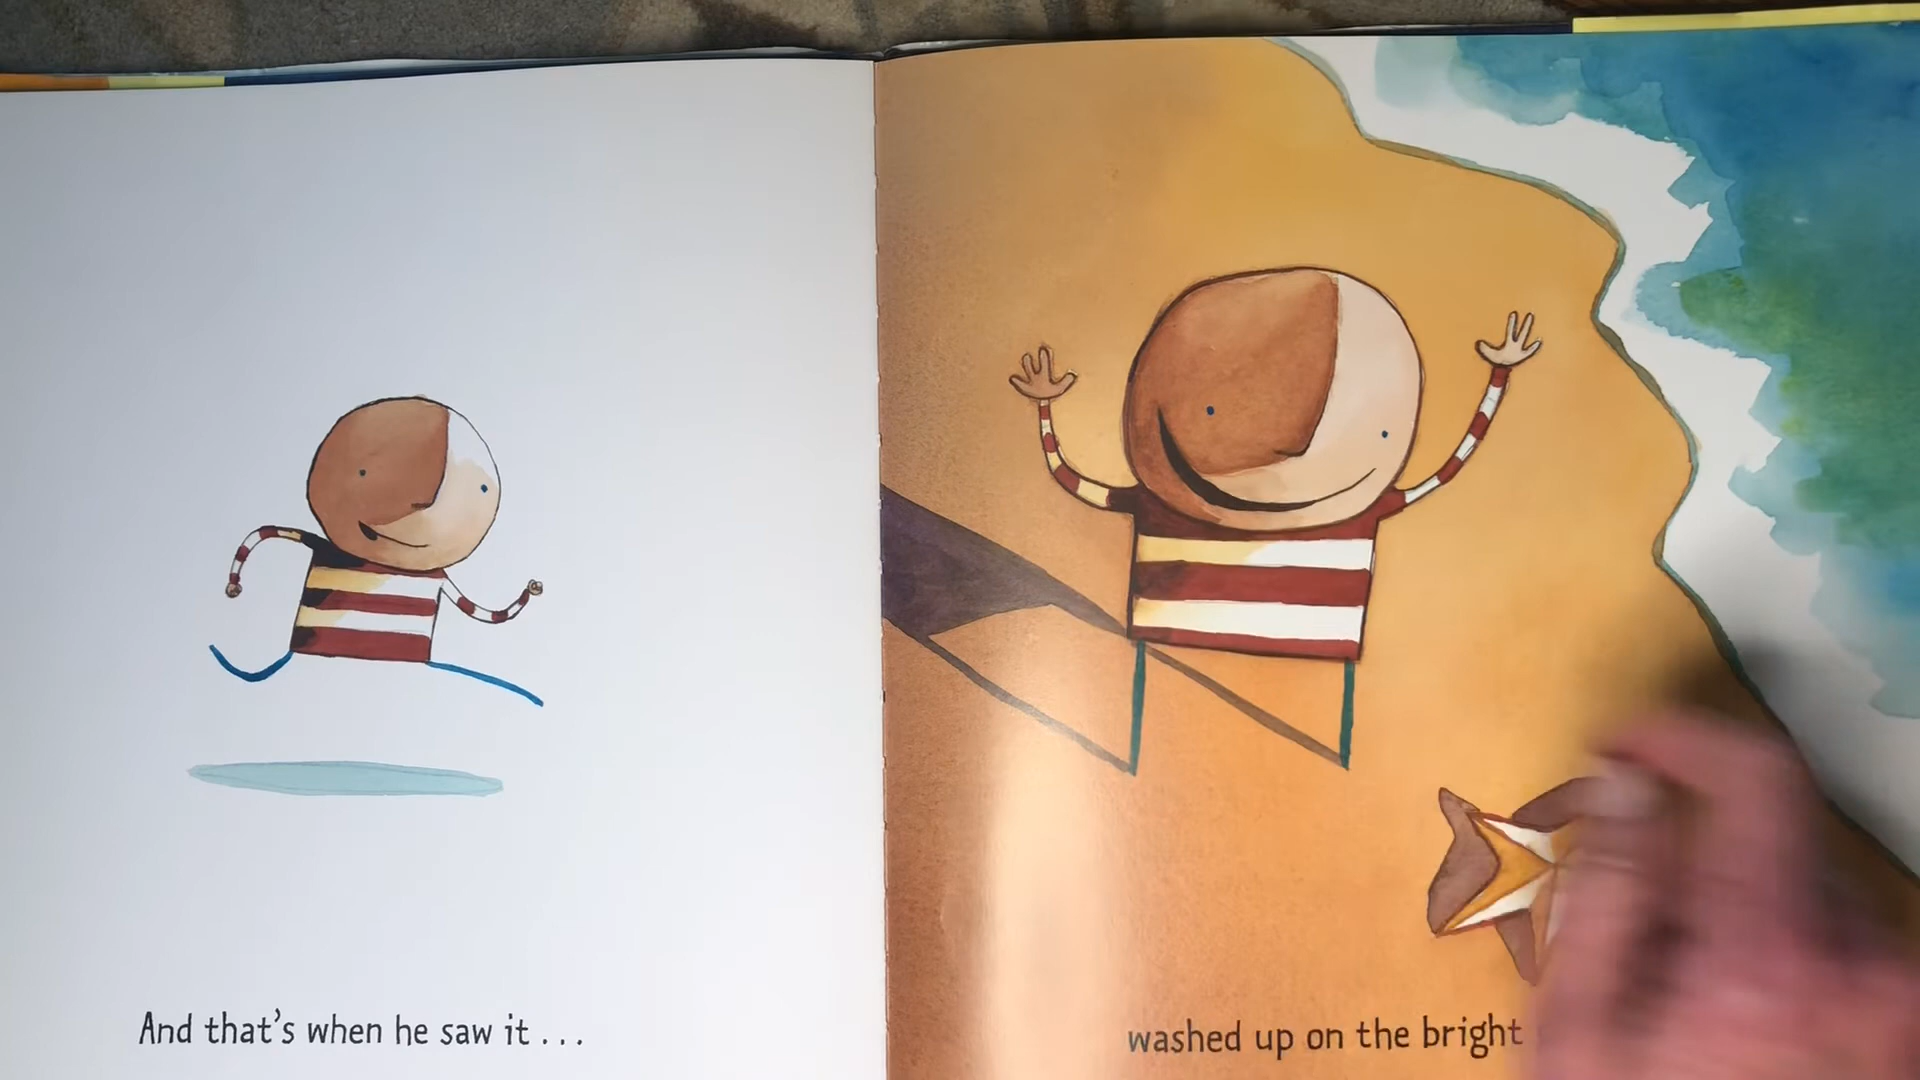 And that's when he saw it . . .
washed up on the bright